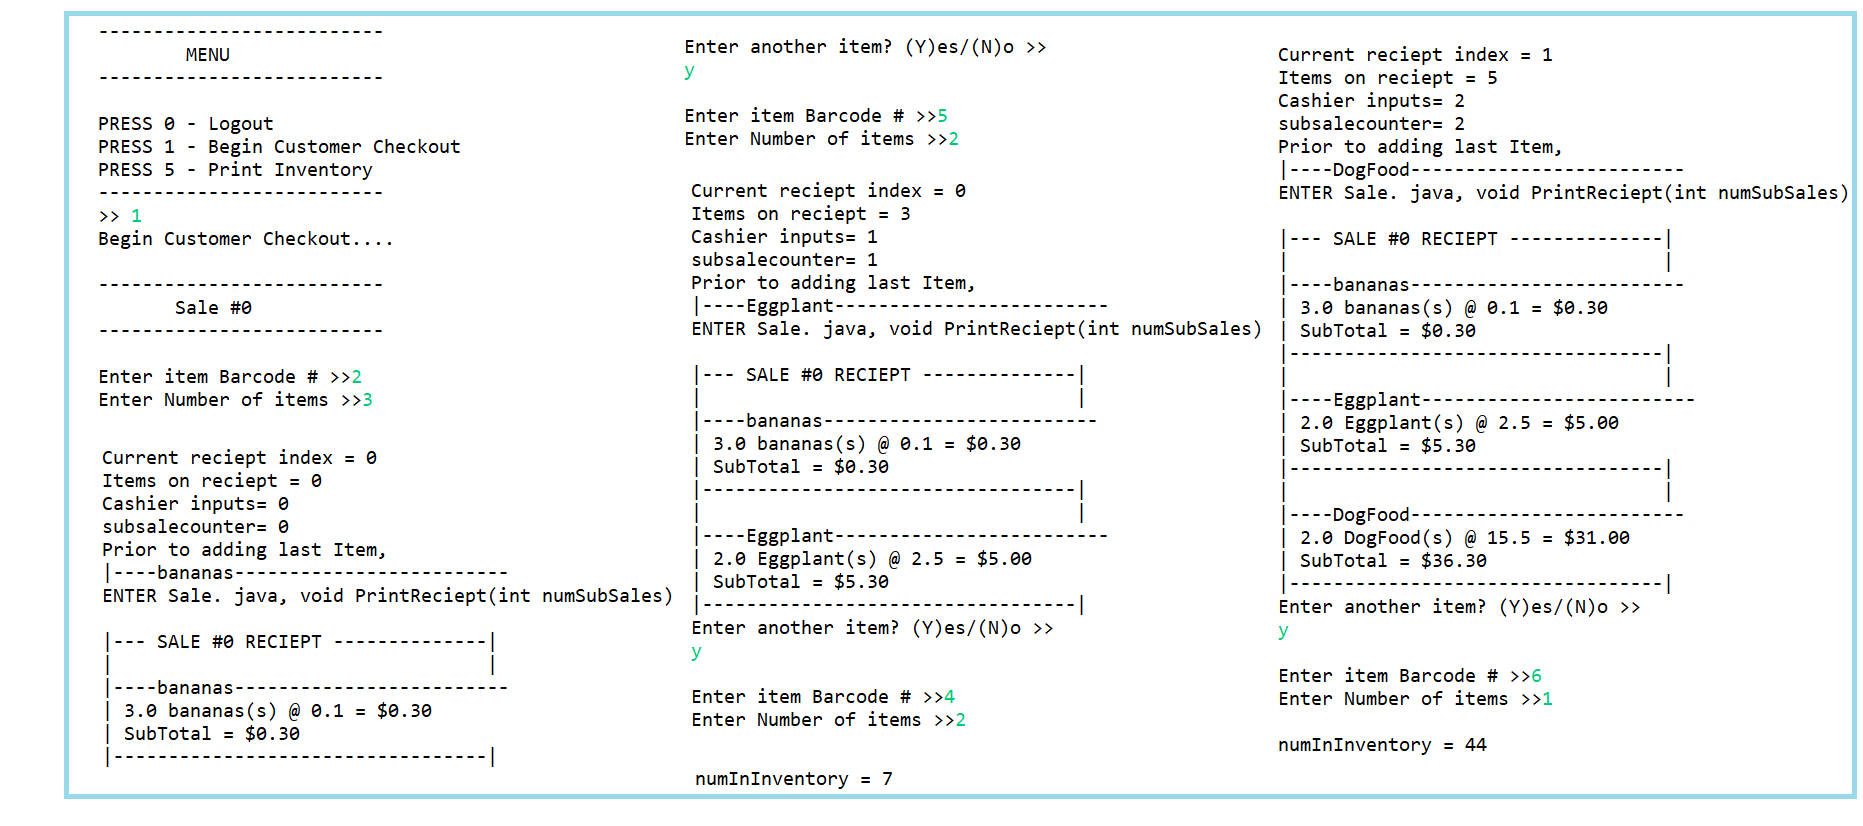 --------------------------
        MENU
--------------------------
PRESS 0 - Logout
PRESS 1 - Begin Customer Checkout
PRESS 5 - Print Inventory
--------------------------
>> 1
Begin Customer Checkout....
--------------------------
       Sale #0
--------------------------
Enter item Barcode # >>2
Enter Number of items >>3
Current reciept index = 0
Items on reciept = 0
Cashier inputs= 0
subsalecounter= 0
Prior to adding last Item,
|----bananas-------------------------
ENTER Sale. java, void PrintReciept(int numSubSales)
|--- SALE #0 RECIEPT --------------|
|                                  |
|----bananas-------------------------
| 3.0 bananas(s) @ 0.1 = $0.30
| SubTotal = $0.30
|----------------------------------|
Enter another item? (Y)es/(N)o >>
y
Enter item Barcode # >>5
Enter Number of items >>2
Current reciept index = 0
Items on reciept = 3
Cashier inputs= 1
subsalecounter= 1
Prior to adding last Item,
|----Eggplant-------------------------
ENTER Sale. java, void PrintReciept(int numSubSales)
|--- SALE #0 RECIEPT --------------|
|                                  |
|----bananas-------------------------
| 3.0 bananas(s) @ 0.1 = $0.30
| SubTotal = $0.30
|----------------------------------|
|                                  |
|----Eggplant-------------------------
| 2.0 Eggplant(s) @ 2.5 = $5.00
| SubTotal = $5.30
|----------------------------------|
Enter another item? (Y)es/(N)o >>
y
Enter item Barcode # >>4
Enter Number of items >>2
numInInventory = 7
Current reciept index = 1
Items on reciept = 5
Cashier inputs= 2
subsalecounter= 2
Prior to adding last Item,
|----DogFood-------------------------
ENTER Sale. java, void PrintReciept(int numSubSales)
|--- SALE #0 RECIEPT --------------|
|                                  |
|----bananas-------------------------
| 3.0 bananas(s) @ 0.1 = $0.30
| SubTotal = $0.30
|----------------------------------|
|                                  |
|----Eggplant-------------------------
| 2.0 Eggplant(s) @ 2.5 = $5.00
| SubTotal = $5.30
|----------------------------------|
|                                  |
|----DogFood-------------------------
| 2.0 DogFood(s) @ 15.5 = $31.00
| SubTotal = $36.30
|----------------------------------|
Enter another item? (Y)es/(N)o >>
y
Enter item Barcode # >>6
Enter Number of items >>1
numInInventory = 44